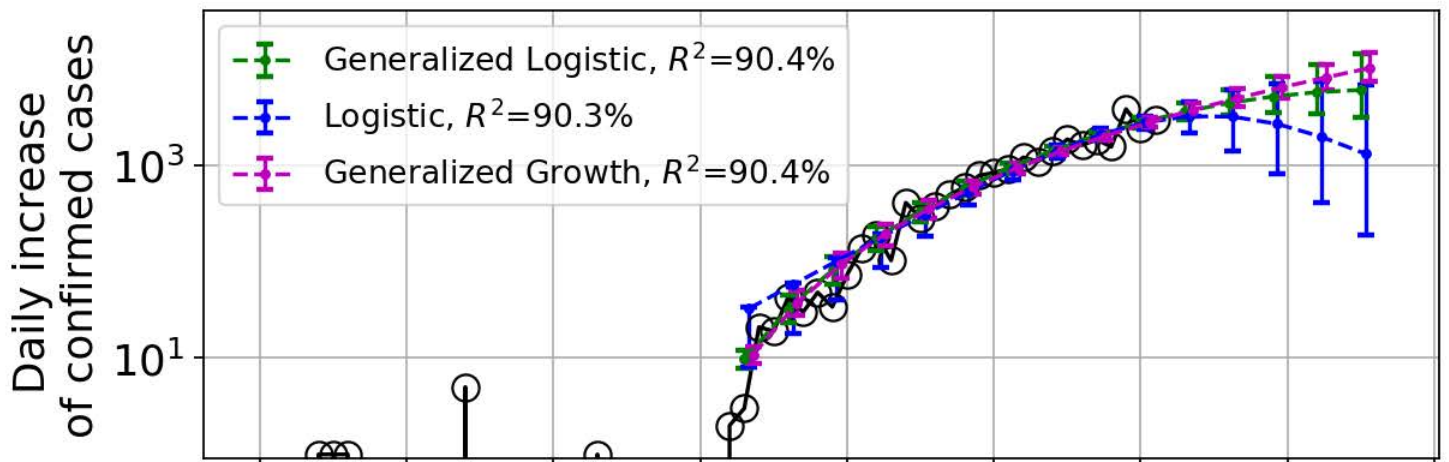 Daily increase
of confirmed cases
10³
10¹
Generalized Logistic, R²=90.4%
Logistic, R²=90.3%
Generalized Growth, R²=90.4%